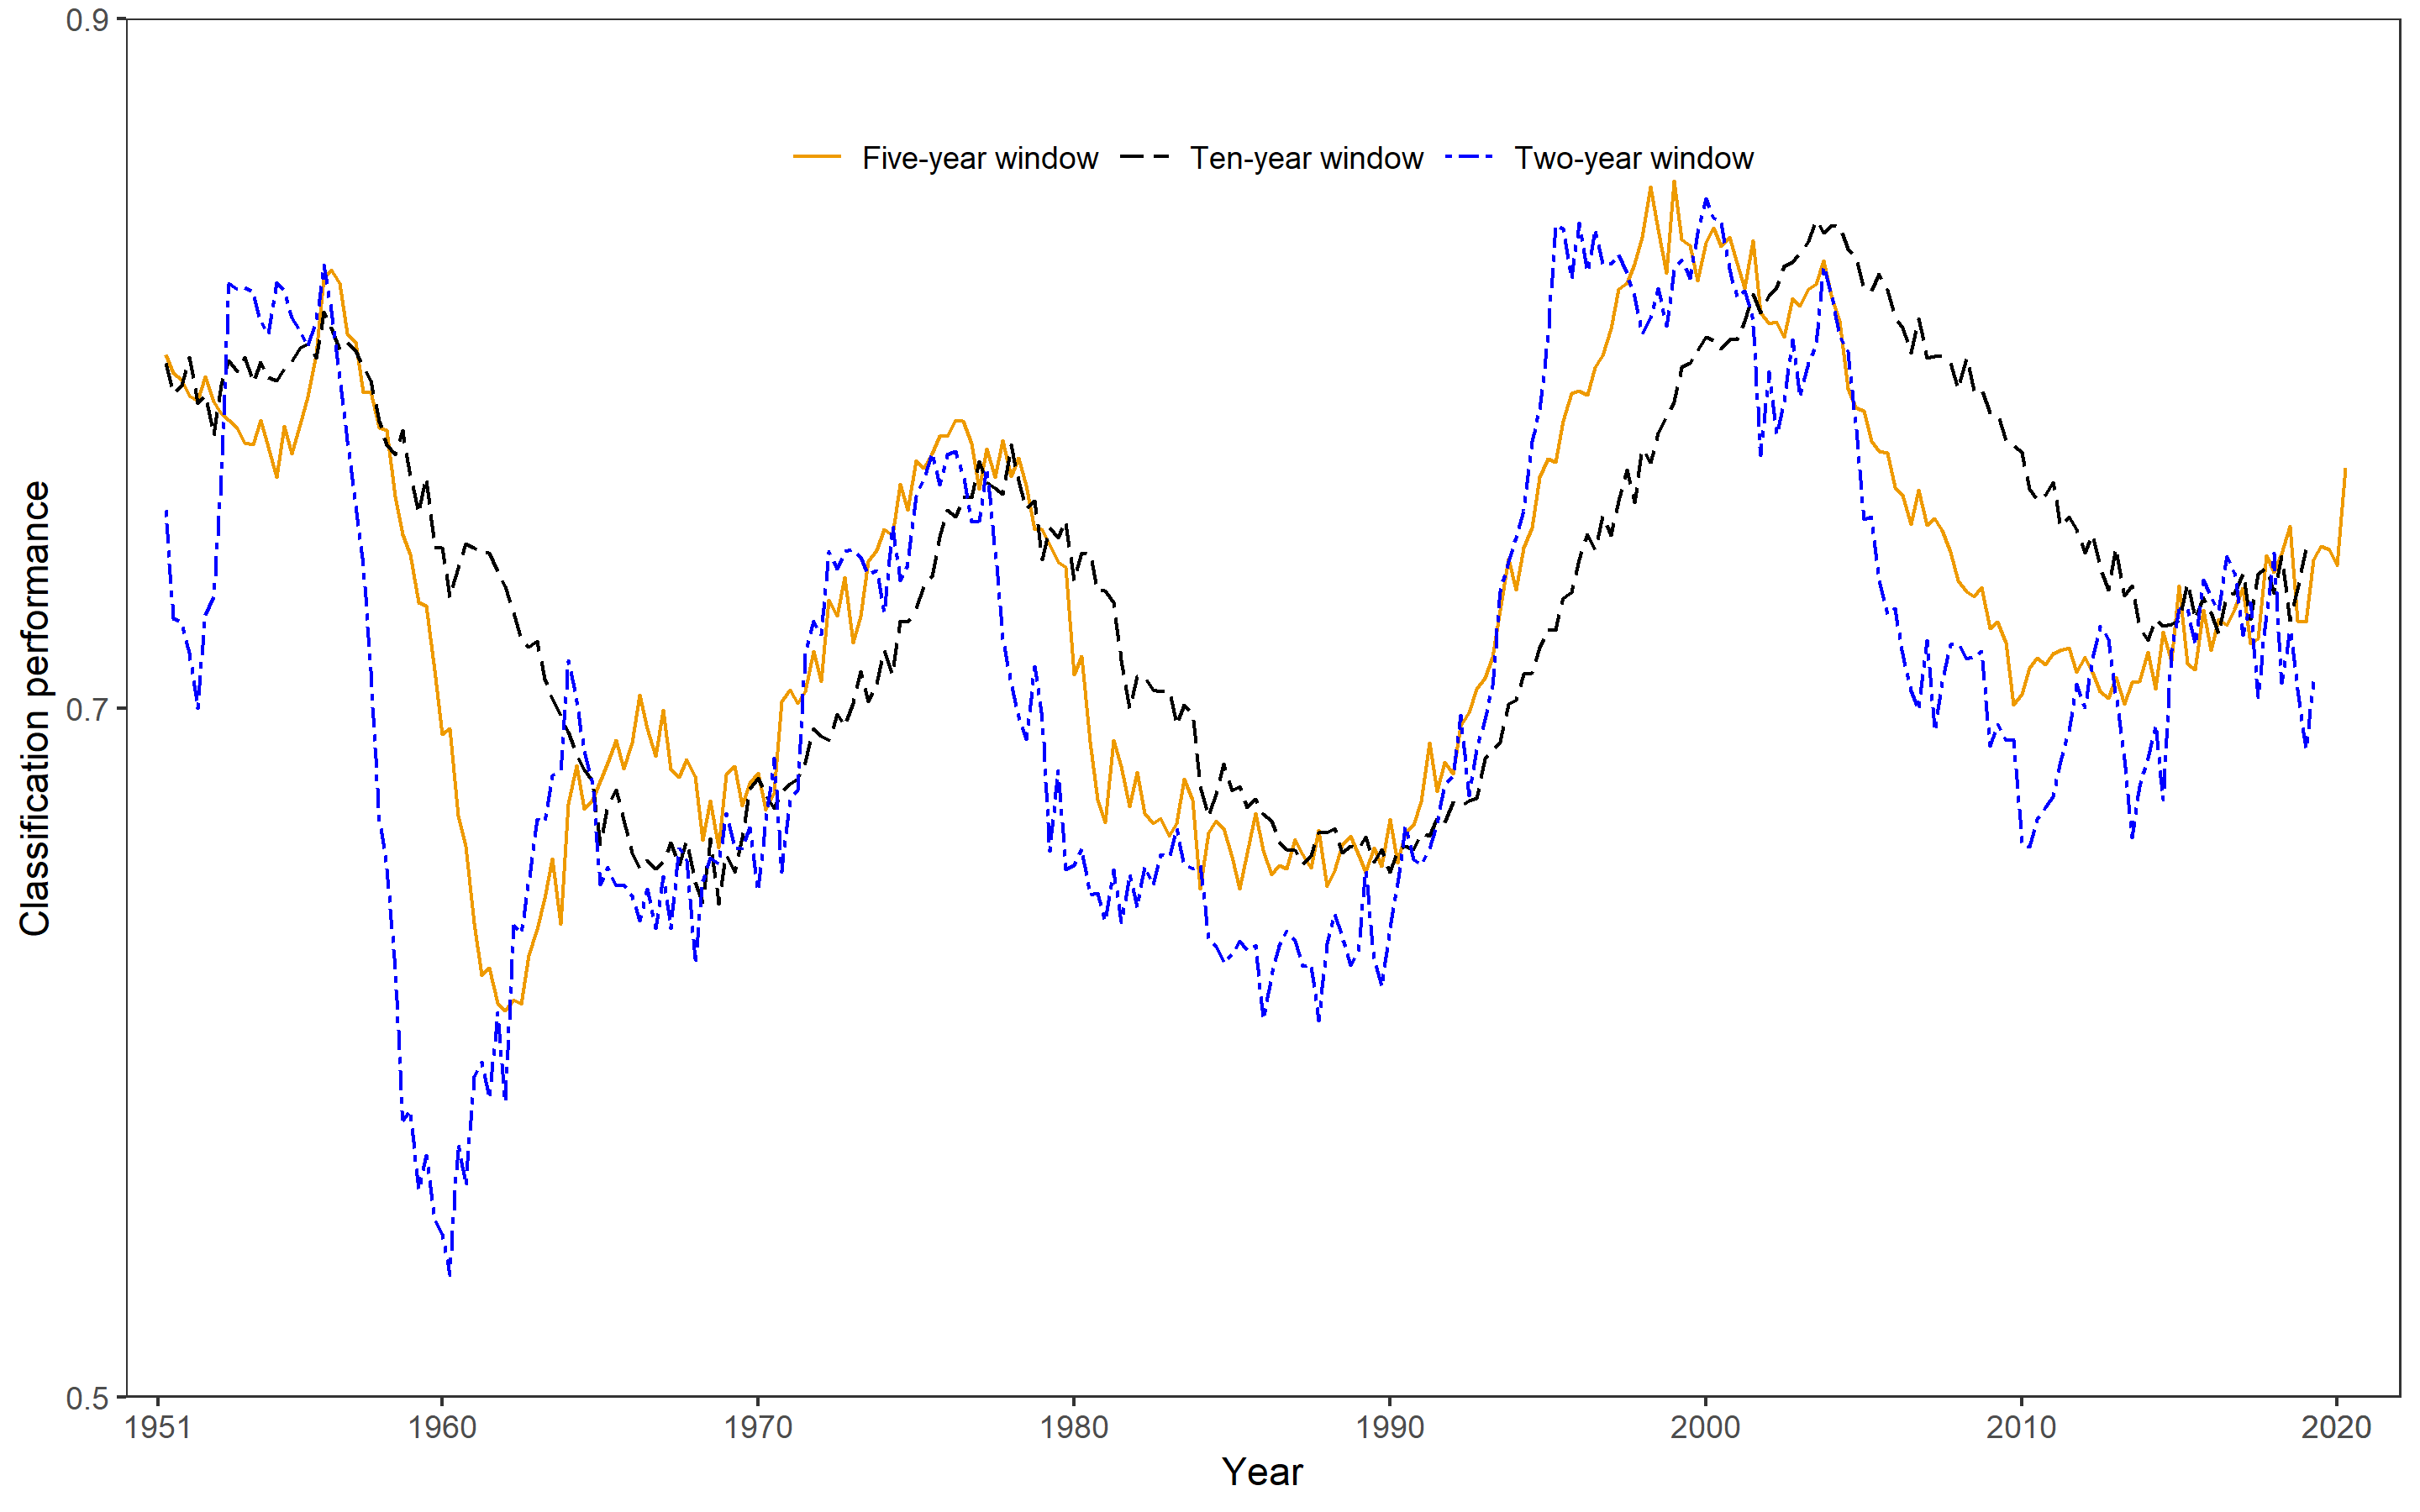 0.9
Five-year window Ten-year window Two-year window
Classification performance
0.7
0.5
1951 1960 1970 1980 1990 2000 2010 2020
Year